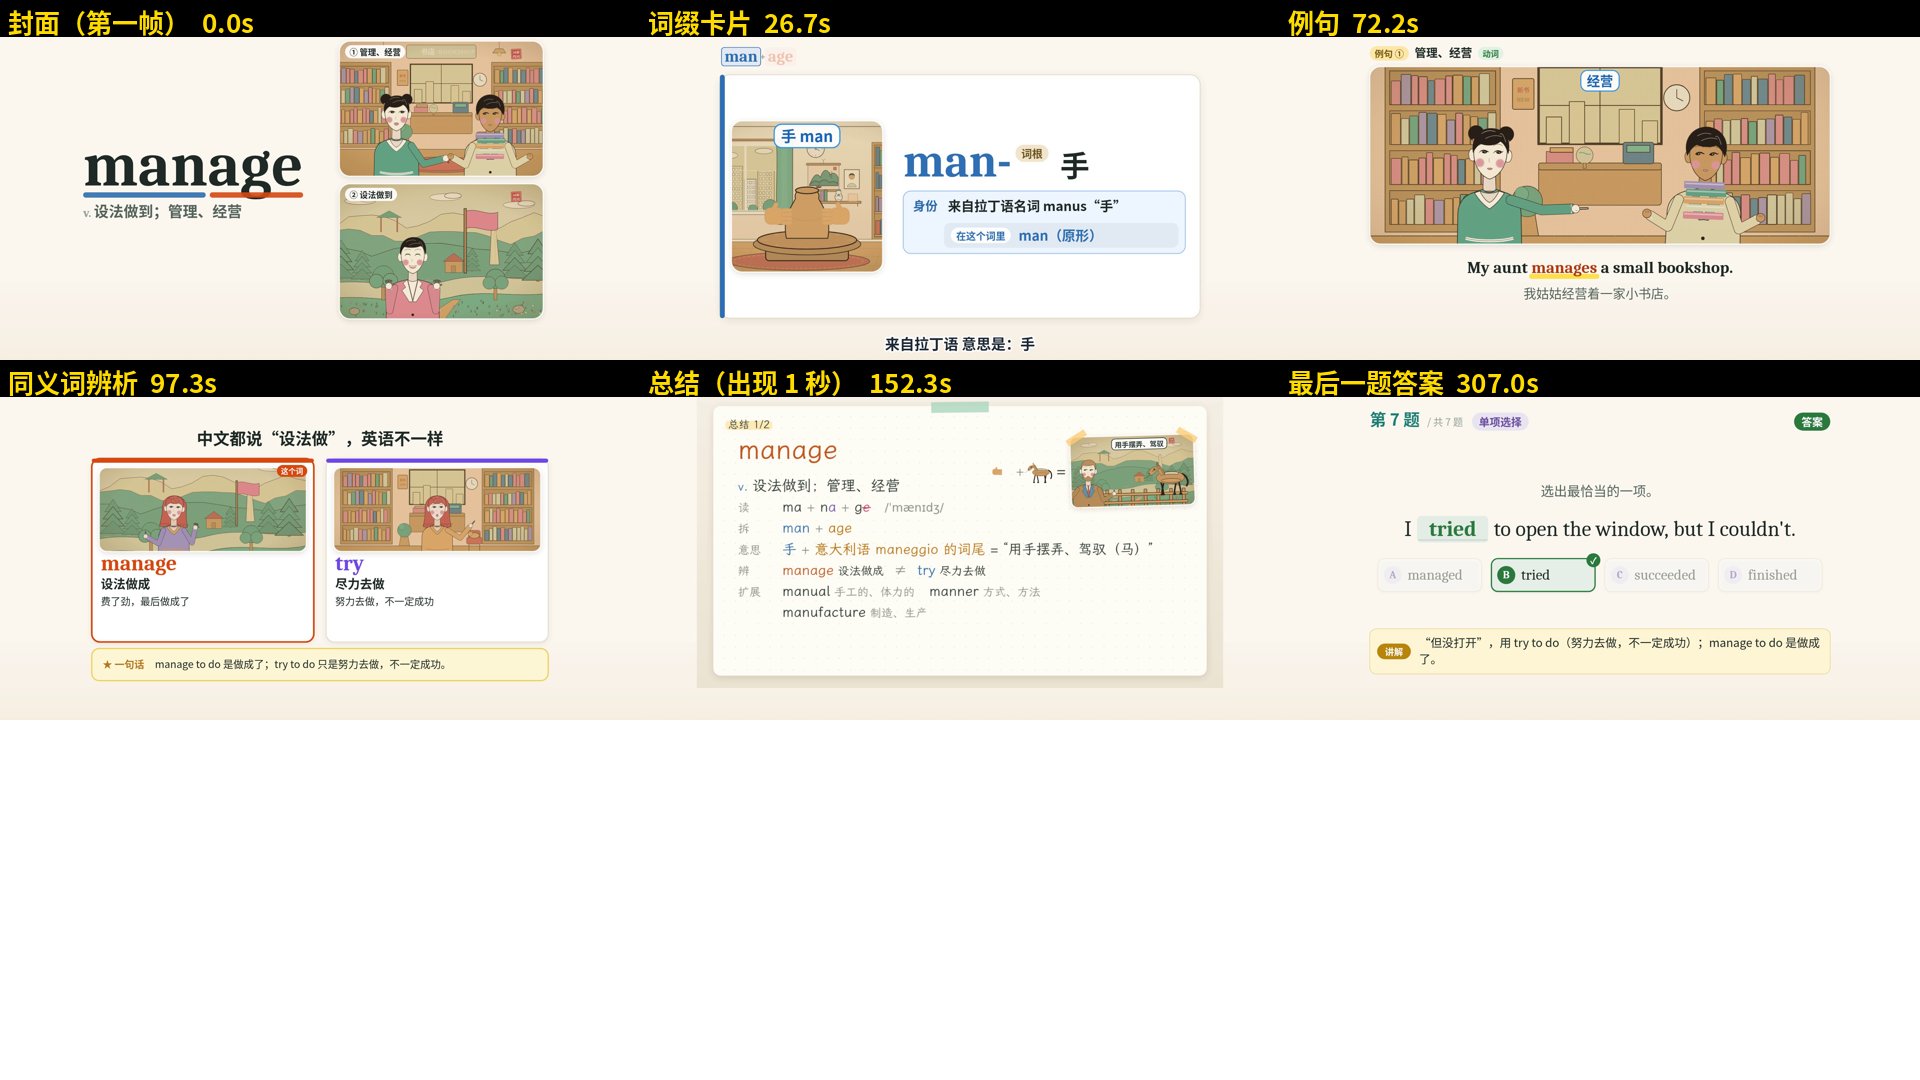 封面（第一帧） 0.0s
manage
v. 设法做到；管理、经营
① 管理、经营
② 设法做到
词缀卡片 26.7s
man·age
手 man
man- 词根 手
身份 来自拉丁语名词 manus“手”
在这个词里 man（原形）
来自拉丁语 意思是：手
例句 72.2s
例句 ① 管理、经营 动词
经营
My aunt manages a small bookshop.
我姑姑经营着一家小书店。
同义词辨析 97.3s
中文都说“设法做”，英语不一样
这个词
manage
设法做成
费了劲，最后做成了
try
尽力去做
努力去做，不一定成功
★ 一句话 manage to do 是做成了；try to do 只是努力去做，不一定成功。
总结（出现 1 秒） 152.3s
总结 1/2
manage
+ =
用手摆弄、驾驭
v. 设法做到；管理、经营
读 ma + na + ge /ˈmænɪdʒ/
拆 man + age
意思 手 + 意大利语 maneggio 的词尾 = “用手摆弄、驾驭（马）”
辨 manage 设法做成 ≠ try 尽力去做
扩展 manual 手工的、体力的 manner 方式、方法
manufacture 制造、生产
最后一题答案 307.0s
第 7 题 / 共 7 题 单项选择
答案
选出最恰当的一项。
I tried to open the window, but I couldn't.
A managed B tried C succeeded D finished
讲解 “但没打开”，用 try to do（努力去做，不一定成功）；manage to do 是做成
了。